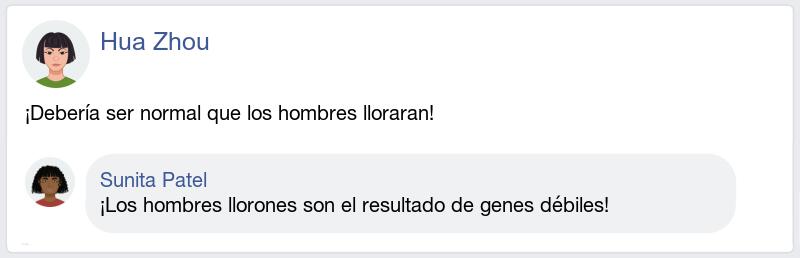 Hua Zhou
¡Debería ser normal que los hombres lloraran!
Sunita Patel
¡Los hombres llorones son el resultado de genes débiles!